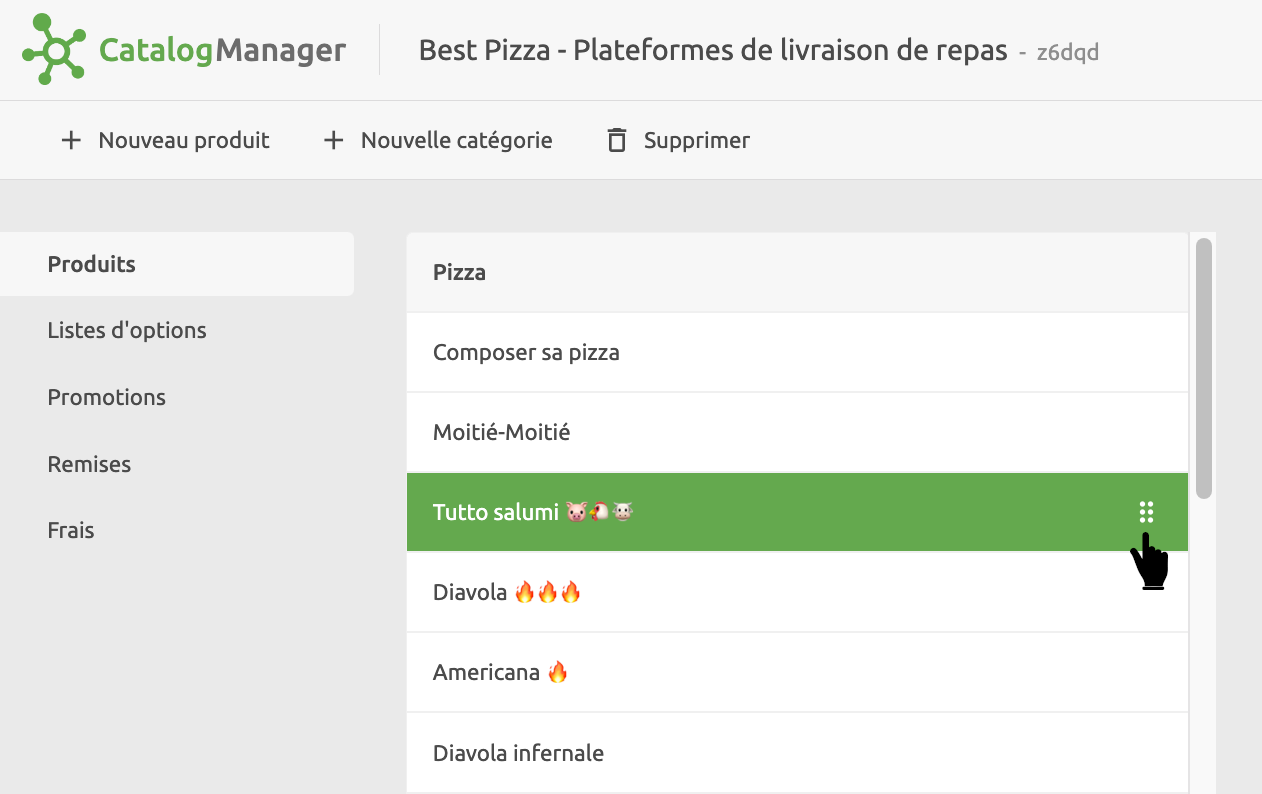 CatalogManager
Best Pizza - Plateformes de livraison de repas - z6dqd
+ Nouveau produit + Nouvelle catégorie Supprimer
Produits
Listes d'options
Promotions
Remises
Frais
Pizza
Composer sa pizza
Moitié-Moitié
Tutto salumi 🐷🐔🐮
Diavola 🔥🔥🔥
Americana 🔥
Diavola infernale